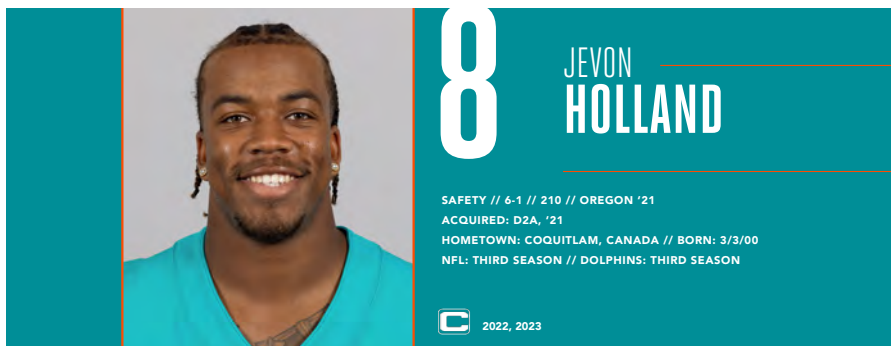 8
JEVON
HOLLAND
SAFETY // 6-1 // 210 // OREGON ’21
ACQUIRED: D2A, ’21
HOMETOWN: COQUITLAM, CANADA // BORN: 3/3/00
NFL: THIRD SEASON // DOLPHINS: THIRD SEASON
C 2022, 2023